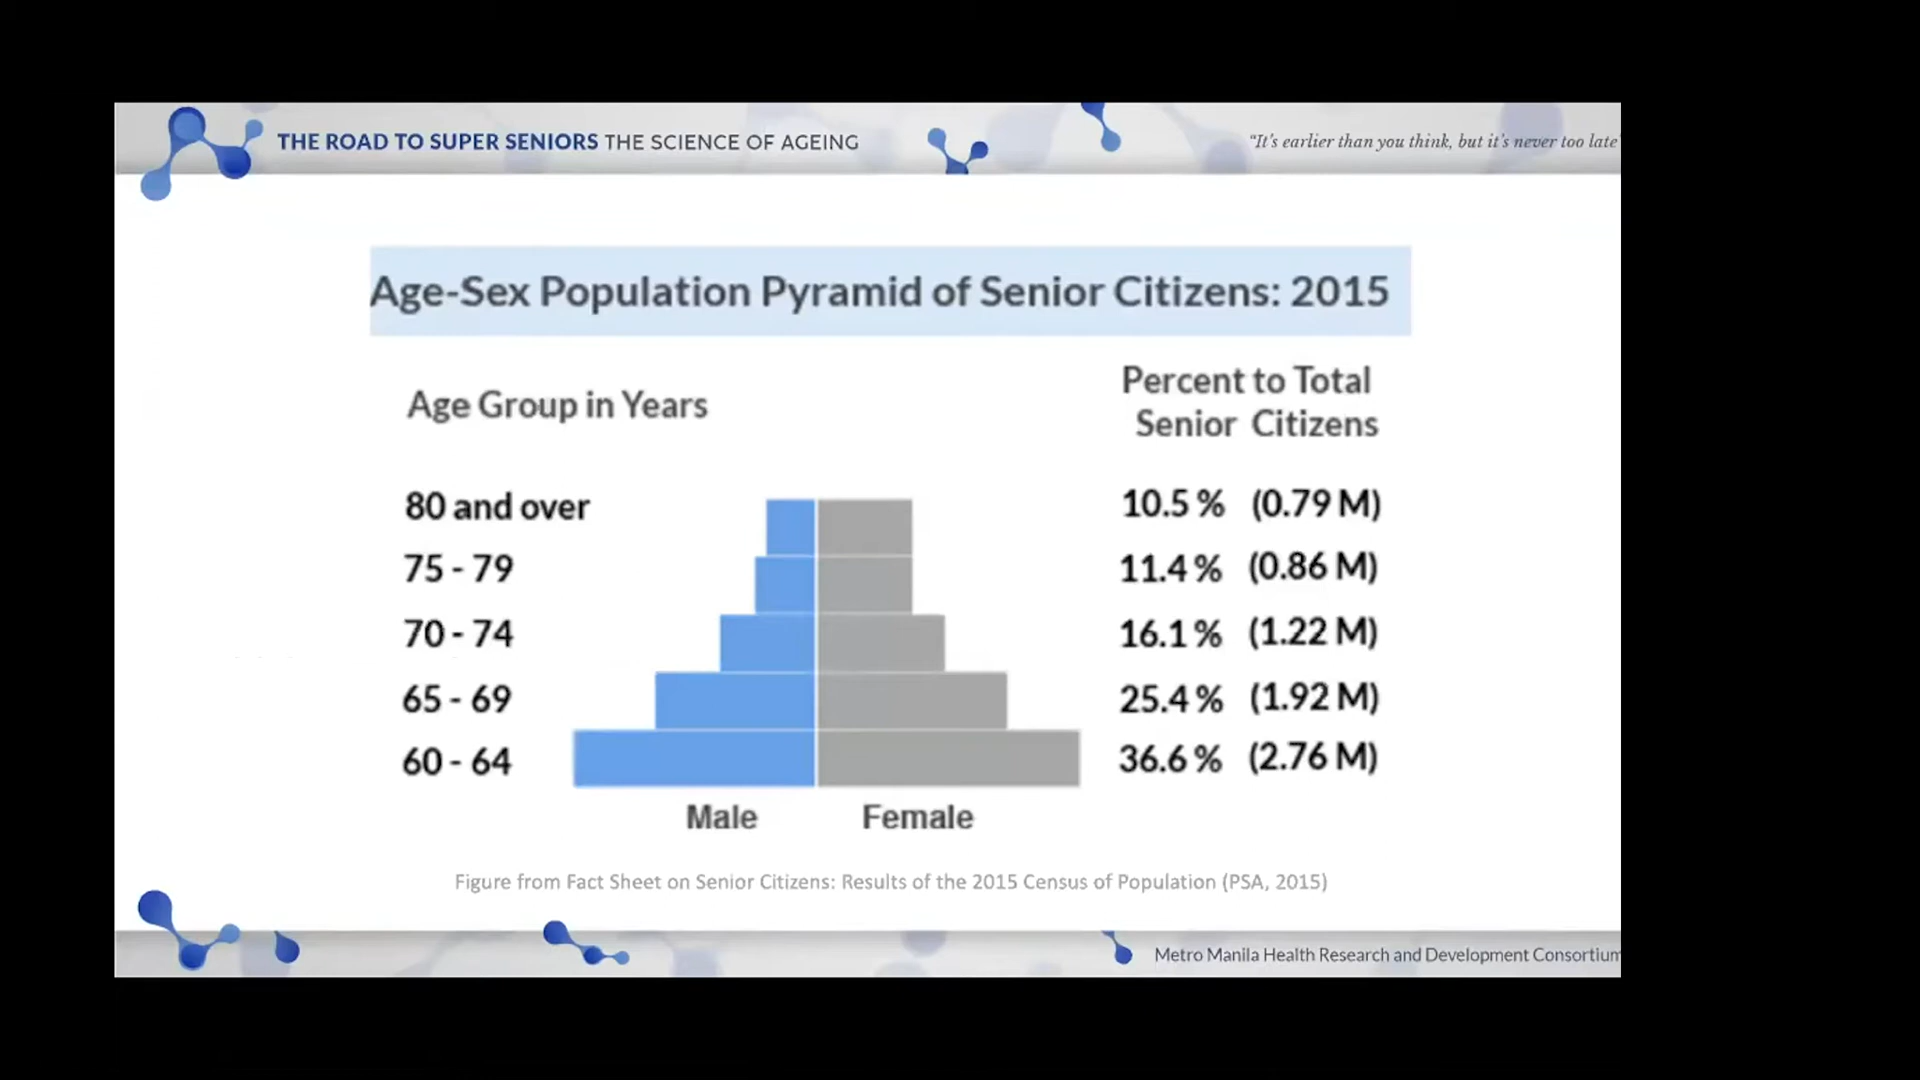 THE ROAD TO SUPER SENIORS THE SCIENCE OF AGEING
“It’s earlier than you think, but it’s never too late”
Age-Sex Population Pyramid of Senior Citizens: 2015
Age Group in Years
Percent to Total
Senior Citizens
80 and over 10.5 % (0.79 M)
75 - 79 11.4 % (0.86 M)
70 - 74 16.1 % (1.22 M)
65 - 69 25.4 % (1.92 M)
60 - 64 36.6 % (2.76 M)
Male Female
Figure from Fact Sheet on Senior Citizens: Results of the 2015 Census of Population (PSA, 2015)
Metro Manila Health Research and Development Consortium